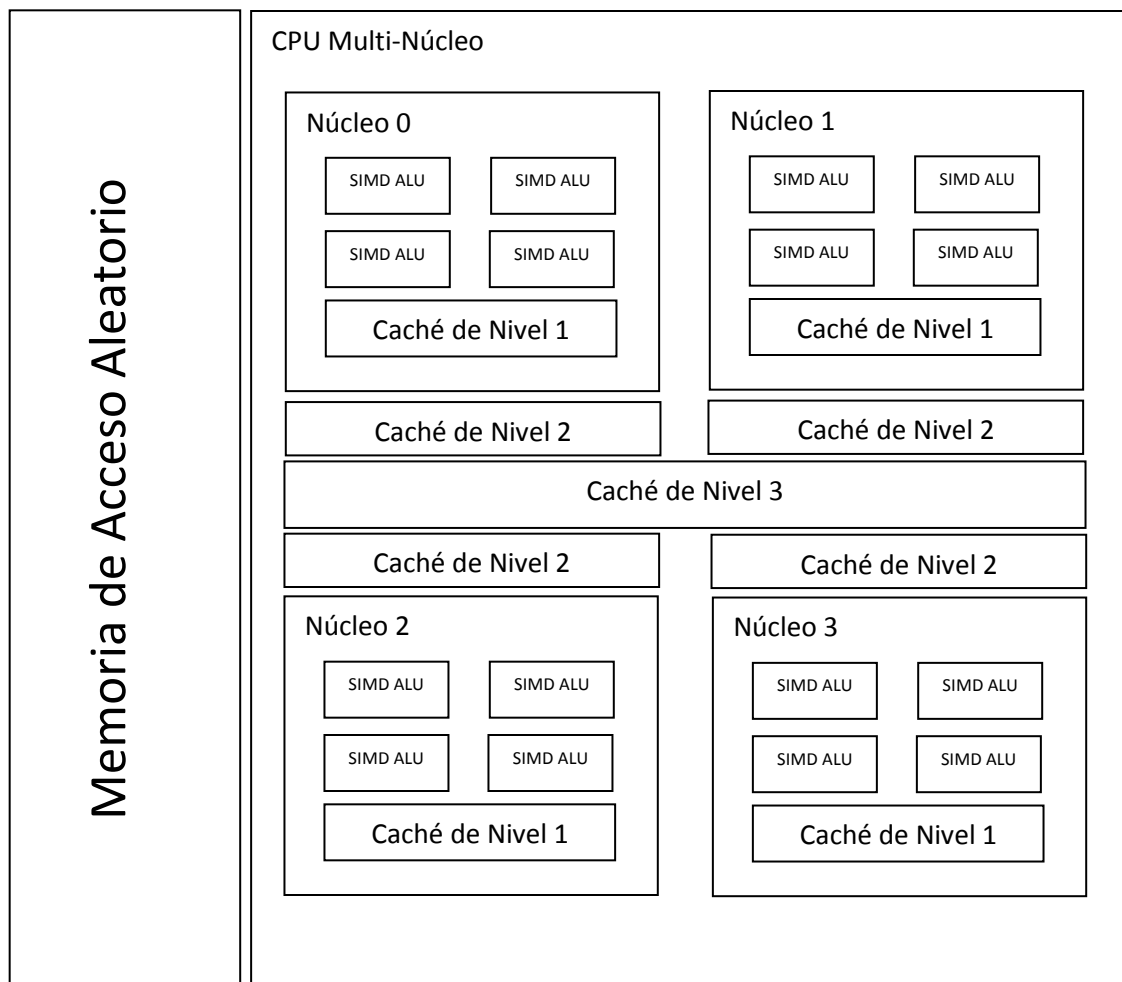 Memoria de Acceso Aleatorio
CPU Multi-Núcleo
Núcleo 0
SIMD ALU
SIMD ALU
SIMD ALU
SIMD ALU
Caché de Nivel 1
Núcleo 1
SIMD ALU
SIMD ALU
SIMD ALU
SIMD ALU
Caché de Nivel 1
Caché de Nivel 2
Caché de Nivel 2
Caché de Nivel 3
Caché de Nivel 2
Caché de Nivel 2
Núcleo 2
SIMD ALU
SIMD ALU
SIMD ALU
SIMD ALU
Caché de Nivel 1
Núcleo 3
SIMD ALU
SIMD ALU
SIMD ALU
SIMD ALU
Caché de Nivel 1